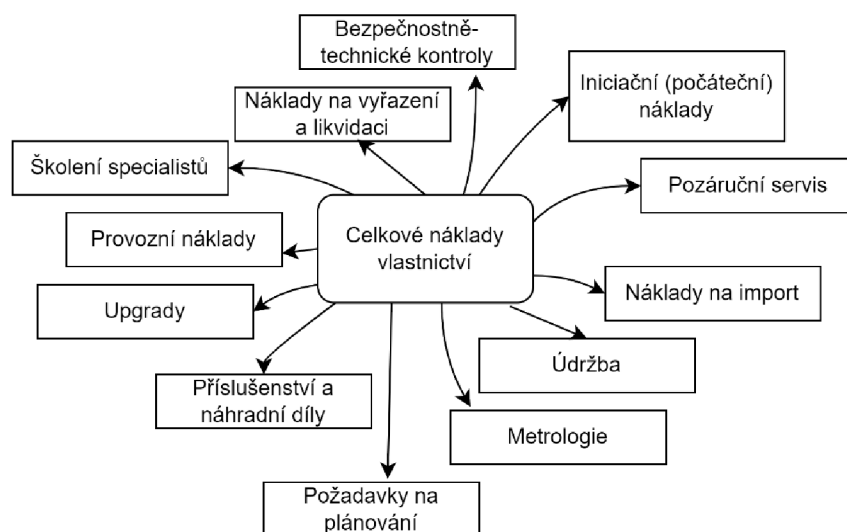 Bezpečnostně-
technické kontroly
Iniciační (počáteční)
náklady
Náklady na vyřazení
a likvidaci
Školení specialistů
Pozáruční servis
Provozní náklady
Celkové náklady
vlastnictví
Upgrady
Náklady na import
Údržba
Příslušenství a
náhradní díly
Metrologie
Požadavky na
plánování